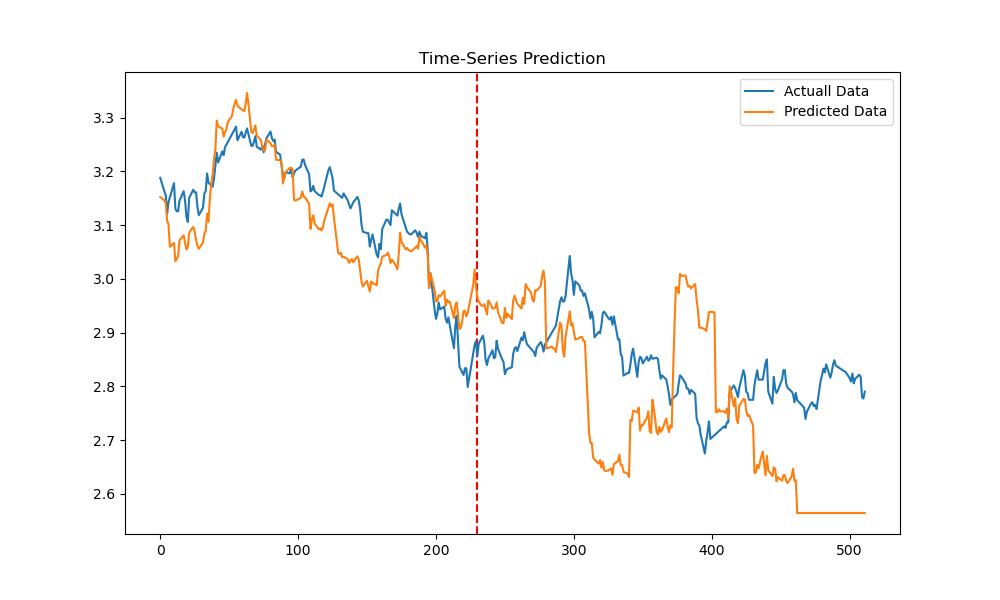 Time-Series Prediction
Actuall Data
Predicted Data
3.3
3.2
3.1
3.0
2.9
2.8
2.7
2.6
0 100 200 300 400 500